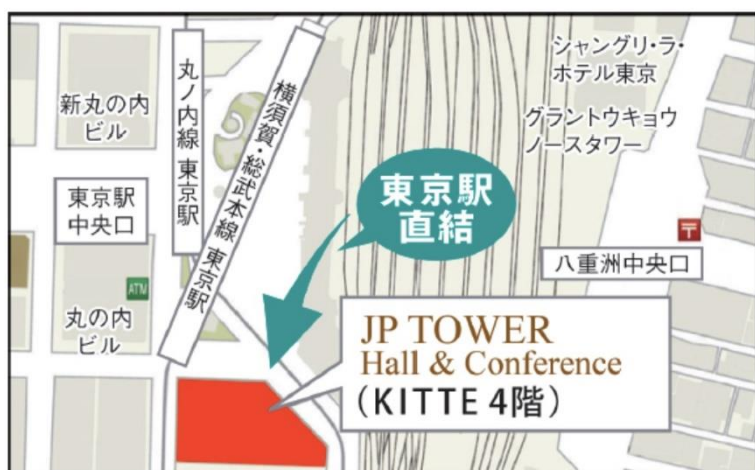 シャングリ・ラ・
ホテル東京
新丸の内
ビル
丸ノ内線 東京駅
横須賀・総武本線 東京駅
グラントウキョウ
ノースタワー
東京駅
中央口
東京駅
直結
〒
八重洲中央口
ATM
丸の内
ビル
JP TOWER
Hall & Conference
(KITTE 4階)